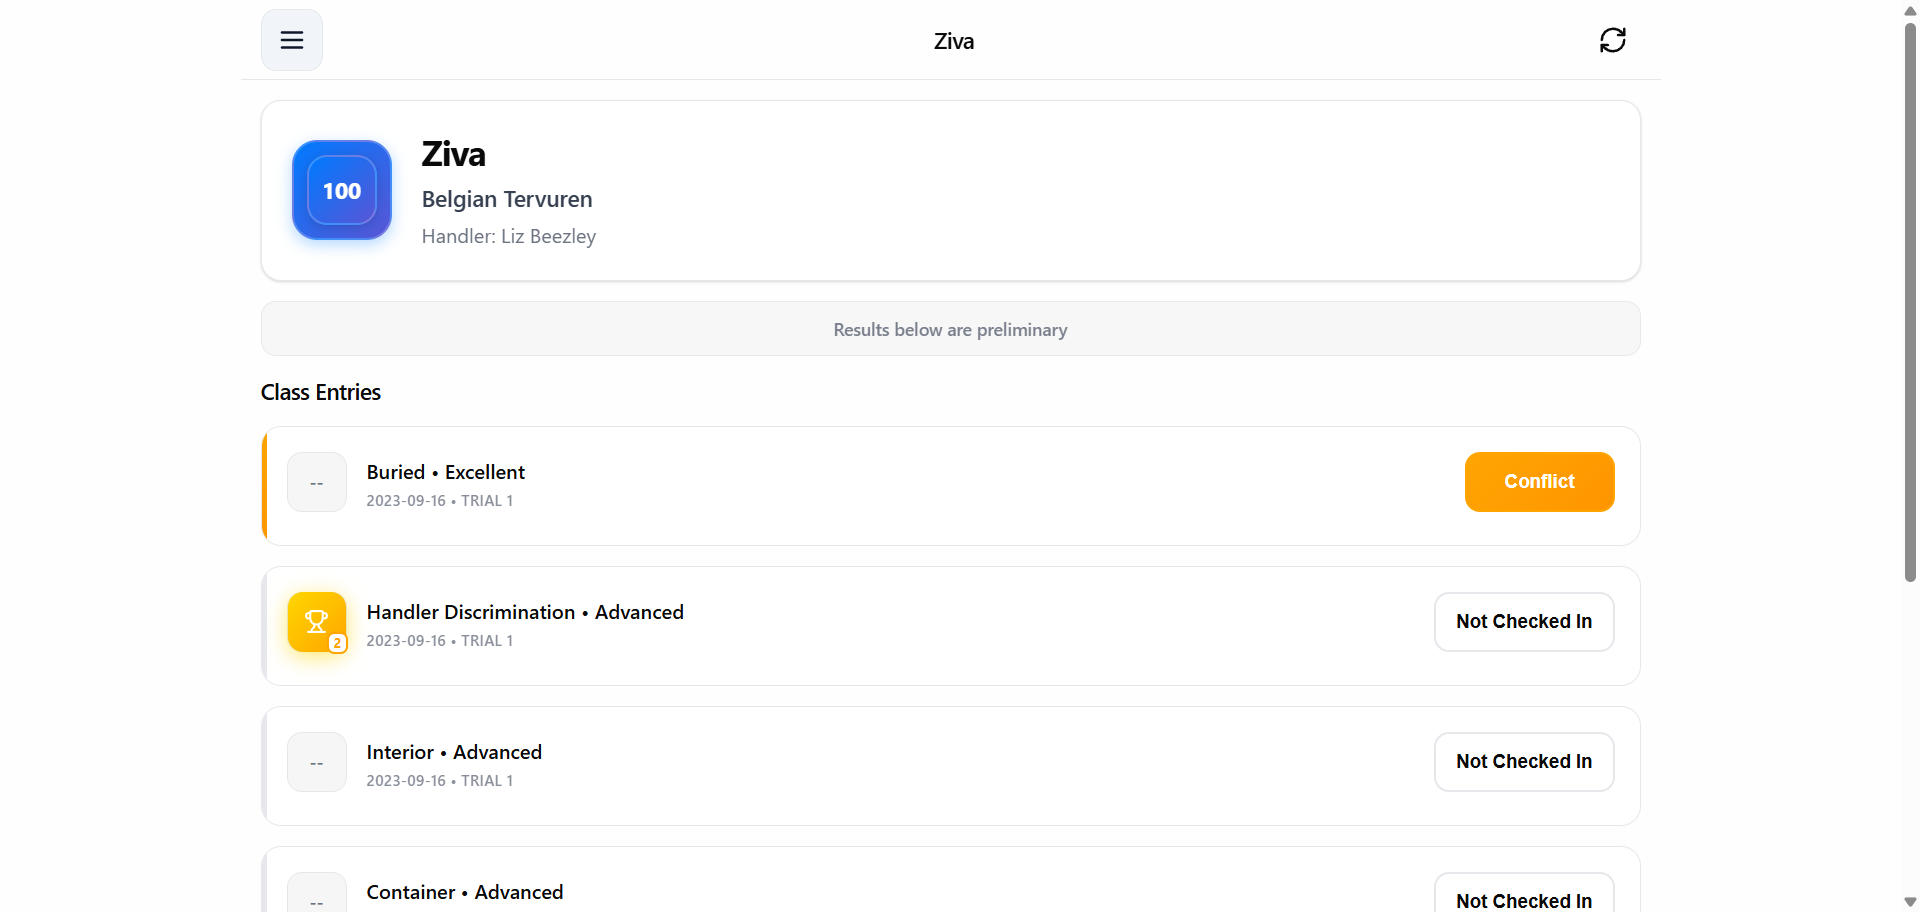 Ziva
100
Ziva
Belgian Tervuren
Handler: Liz Beezley
Results below are preliminary
Class Entries
--
Buried • Excellent
2023-09-16 • TRIAL 1
Conflict
2
Handler Discrimination • Advanced
2023-09-16 • TRIAL 1
Not Checked In
--
Interior • Advanced
2023-09-16 • TRIAL 1
Not Checked In
--
Container • Advanced
Not Checked In